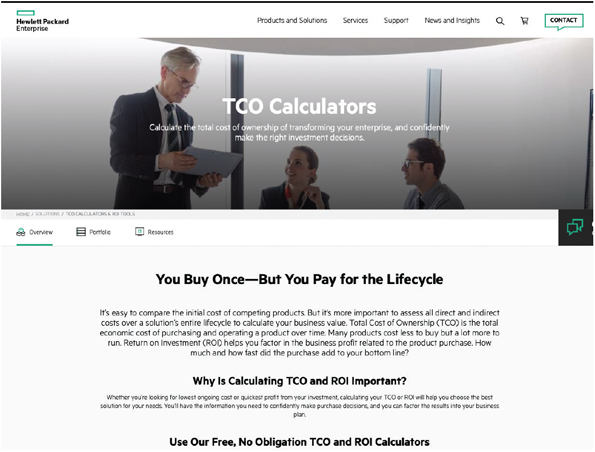 Hewlett Packard
Enterprise
Products and Solutions
Services
Support
News and Insights
CONTACT
TCO Calculators
Calculate the total cost of ownership of transforming your enterprise, and confidently
make the right investment decisions.
HOME / SOLUTIONS / TCO CALCULATORS & ROI TOOLS
Overview
Portfolio
Resources
You Buy Once—But You Pay for the Lifecycle
It's easy to compare the initial cost of competing products. But it's more important to assess all direct and indirect
costs over a solution's entire lifecycle to calculate your business value. Total Cost of Ownership (TCO) is the total
economic cost of purchasing and operating a product over time. Many products cost less to buy but a lot more to
run. Return on Investment (ROI) helps you factor in the business profit related to the product purchase. How
much and how fast did the purchase add to your bottom line?
Why Is Calculating TCO and ROI Important?
Whether you're looking for lowest ongoing cost or quickest profit from your investment, calculating your TCO or ROI will help you choose the best
solution for your needs. You'll have the information you need to confidently make purchase decisions, and you can factor the results into your business
plan.
Use Our Free, No Obligation TCO and ROI Calculators